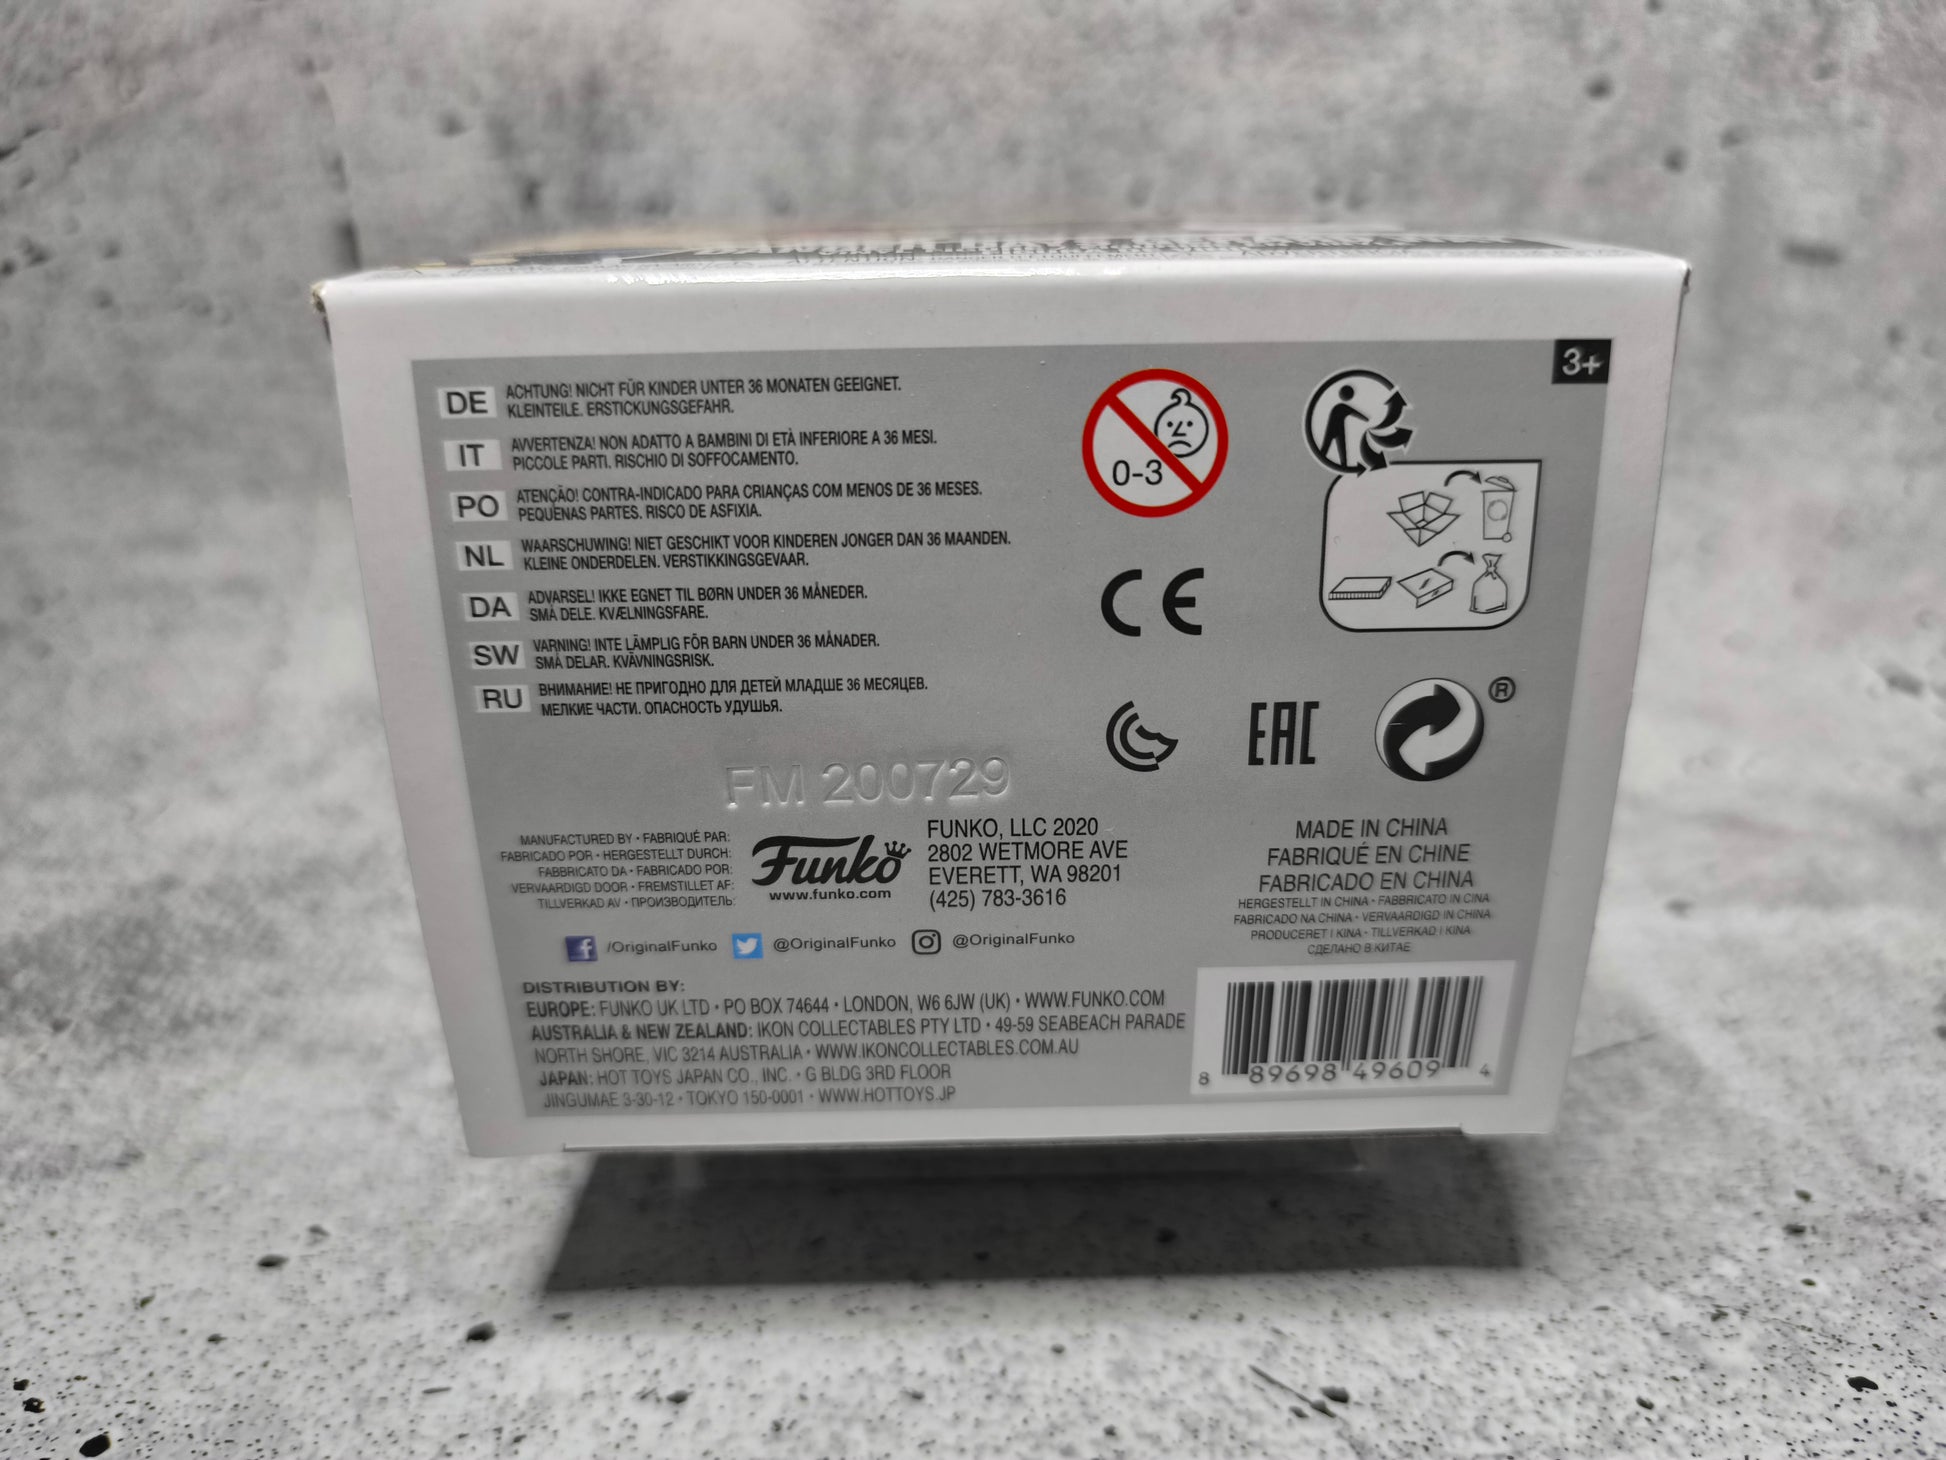 3+
DE ACHTUNG! NICHT FÜR KINDER UNTER 36 MONATEN GEEIGNET.
KLEINTEILE. ERSTICKUNGSGEFAHR.
IT AVVERTENZA! NON ADATTO A BAMBINI DI ETÀ INFERIORE A 36 MESI.
PICCOLE PARTI. RISCHIO DI SOFFOCAMENTO.
PO ATENÇÃO! CONTRA-INDICADO PARA CRIANÇAS COM MENOS DE 36 MESES.
PEQUENAS PARTES. RISCO DE ASFIXIA.
NL WAARSCHUWING! NIET GESCHIKT VOOR KINDEREN JONGER DAN 36 MAANDEN.
KLEINE ONDERDELEN. VERSTIKKINGSGEVAAR.
DA ADVARSEL! IKKE EGNET TIL BØRN UNDER 36 MÅNEDER.
SMÅ DELE. KVÆLNINGSFARE.
SW VARNING! INTE LÄMPLIG FÖR BARN UNDER 36 MÅNADER.
SMÅ DELAR. KVÄVNINGSRISK.
RU ВНИМАНИЕ! НЕ ПРИГОДНО ДЛЯ ДЕТЕЙ МЛАДШЕ 36 МЕСЯЦЕВ.
МЕЛКИЕ ЧАСТИ. ОПАСНОСТЬ УДУШЬЯ.
0-3
CE
EAC
®
FM 200729
MANUFACTURED BY • FABRIQUÉ PAR:
FABRICADO POR • HERGESTELLT DURCH:
FABBRICATO DA • FABRICADO POR:
VERVAARDIGD DOOR • FREMSTILLET AF:
TILLVERKAD AV • ПРОИЗВОДИТЕЛЬ:
Funko
www.funko.com
FUNKO, LLC 2020
2802 WETMORE AVE
EVERETT, WA 98201
(425) 783-3616
MADE IN CHINA
FABRIQUÉ EN CHINE
FABRICADO EN CHINA
HERGESTELLT IN CHINA • FABBRICATO IN CINA
FABRICADO NA CHINA • VERVAARDIGD IN CHINA
PRODUCERET I KINA • TILLVERKAD I KINA
СДЕЛАНО В КИТАЕ
/OriginalFunko @OriginalFunko @OriginalFunko
DISTRIBUTION BY:
EUROPE: FUNKO UK LTD • PO BOX 74644 • LONDON, W6 6JW (UK) • WWW.FUNKO.COM
AUSTRALIA & NEW ZEALAND: IKON COLLECTABLES PTY LTD • 49-59 SEABEACH PARADE
NORTH SHORE, VIC 3214 AUSTRALIA • WWW.IKONCOLLECTABLES.COM.AU
JAPAN: HOT TOYS JAPAN CO., INC. • G BLDG 3RD FLOOR
JINGUMAE 3-30-12 • TOKYO 150-0001 • WWW.HOTTOYS.JP
8 89698 49609 4